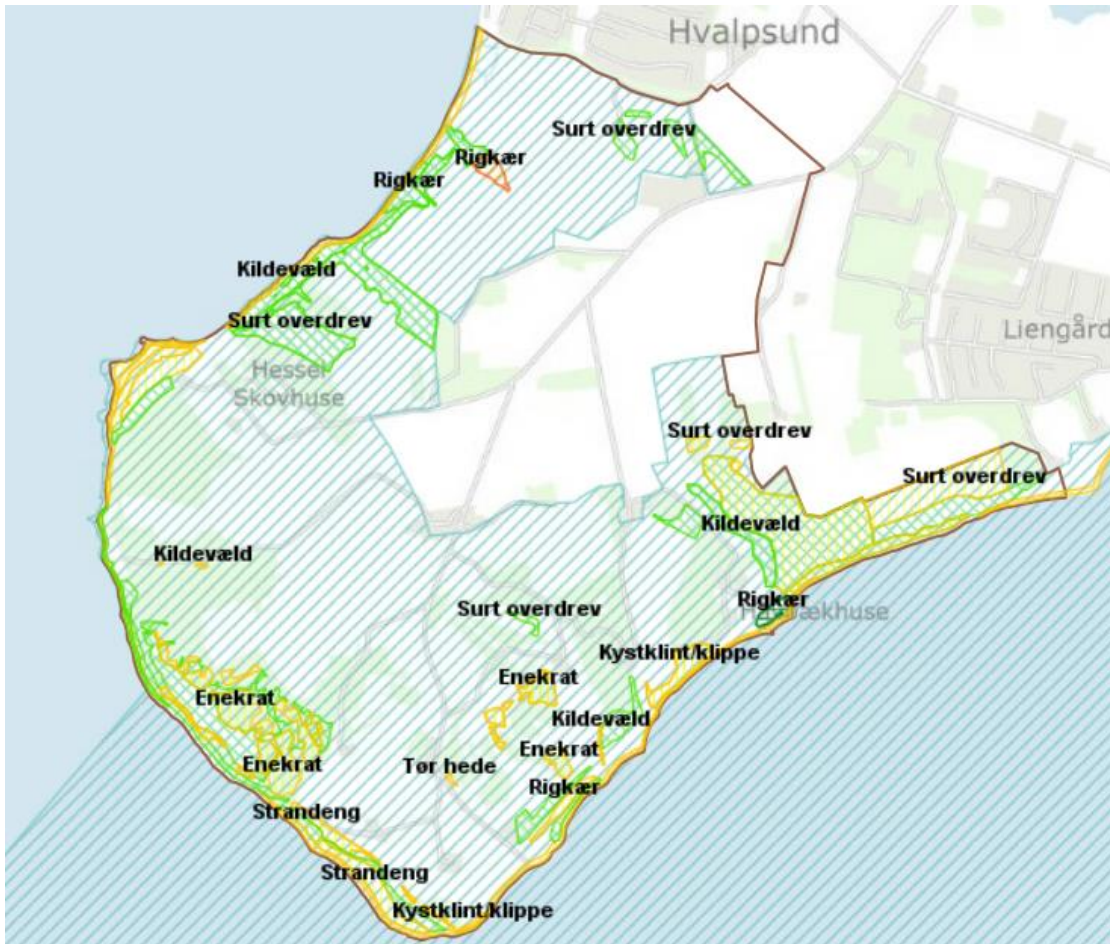 Hvalpsund
Surt overdrev
Rigkær
Rigkær
Kildevæld
Surt overdrev
Liengård
Hessel
Skovhuse
Surt overdrev
Surt overdrev
Kildevæld
Kildevæld
Rigkær
Surt overdrev
Kystklint/klippe
Enekrat
Enekrat
Kildevæld
Enekrat
Enekrat
Tør hede
Rigkær
Strandeng
Strandeng
Kystklint/klippe